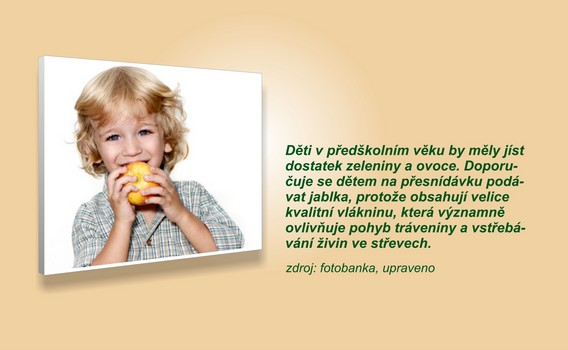 Děti v předškolním věku by měly jíst
dostatek zeleniny a ovoce. Doporu-
čuje se dětem na přesnídávku podá-
vat jablka, protože obsahují velice
kvalitní vlákninu, která významně
ovlivňuje pohyb tráveniny a vstřebá-
vání živin ve střevech.
zdroj: fotobanka, upraveno